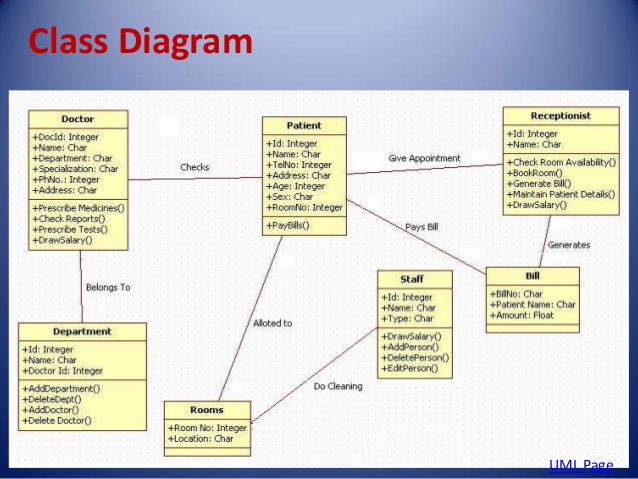 Class Diagram
Doctor
+DocId: Integer
+Name: Char
+Department: Char
+Specialization: Char
+PhNo.: Integer
+Address: Char
+Prescribe Medicines()
+Check Reports()
+Prescribe Tests()
+DrawSalary()
Checks
Patient
+Id: Integer
+Name: Char
+TelNo: Integer
+Address: Char
+Age: Integer
+Sex: Char
+RoomNo: Integer
+PayBills()
Give Appointment
Receptionist
+Id: Integer
+Name: Char
+Check Room Availability()
+BookRoom()
+Generate Bill()
+Maintain Patient Details()
+DrawSalary()
Pays Bill
Generates
Belongs To
Alloted to
Staff
+Id: Integer
+Name: Char
+Type: Char
+DrawSalary()
+AddPerson()
+DeletePerson()
+EditPerson()
Bill
+BillNo: Char
+Patient Name: Char
+Amount: Float
Department
+Id: Integer
+Name: Char
+Doctor Id: Integer
+AddDepartment()
+DeleteDept()
+AddDoctor()
+Delete Doctor()
Do Cleaning
Rooms
+Room No: Integer
+Location: Char
UML Page